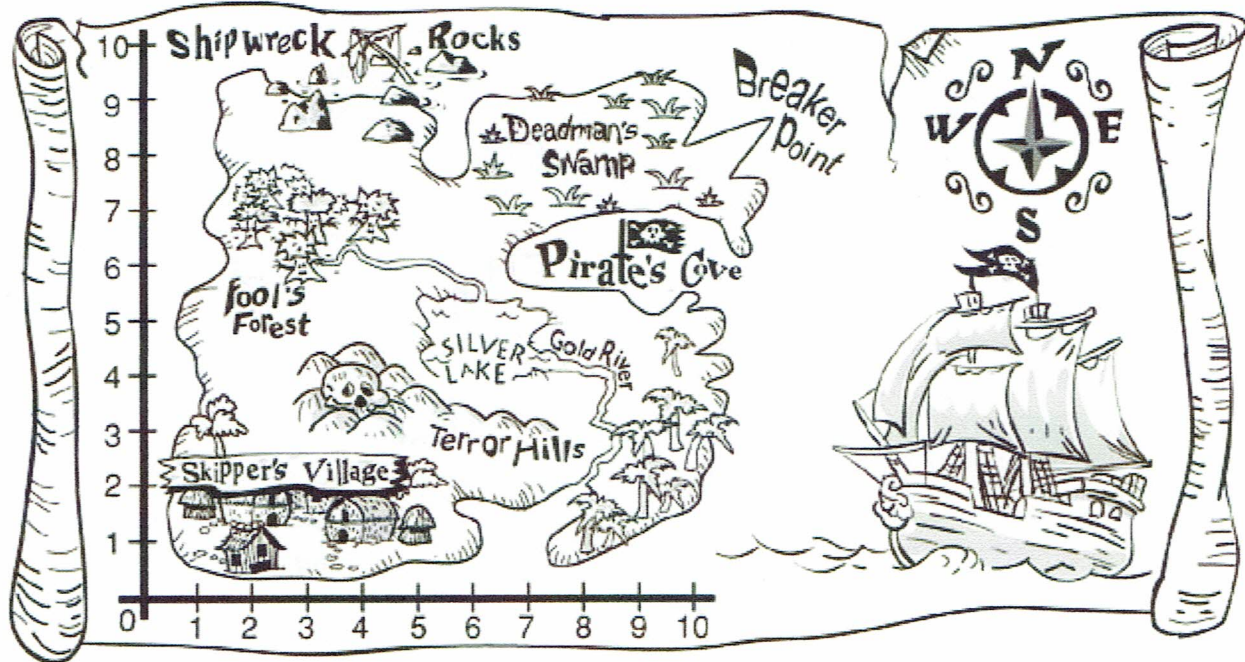 10 Shipwreck Rocks
9
8
7
6
5
4
3
2
1
0 1 2 3 4 5 6 7 8 9 10
Breaker
Point
Deadman's
Swamp
Pirate's Cove
Fool's
Forest
SILVER
LAKE
Gold River
Terror Hills
Skipper's Village
N
W E
S